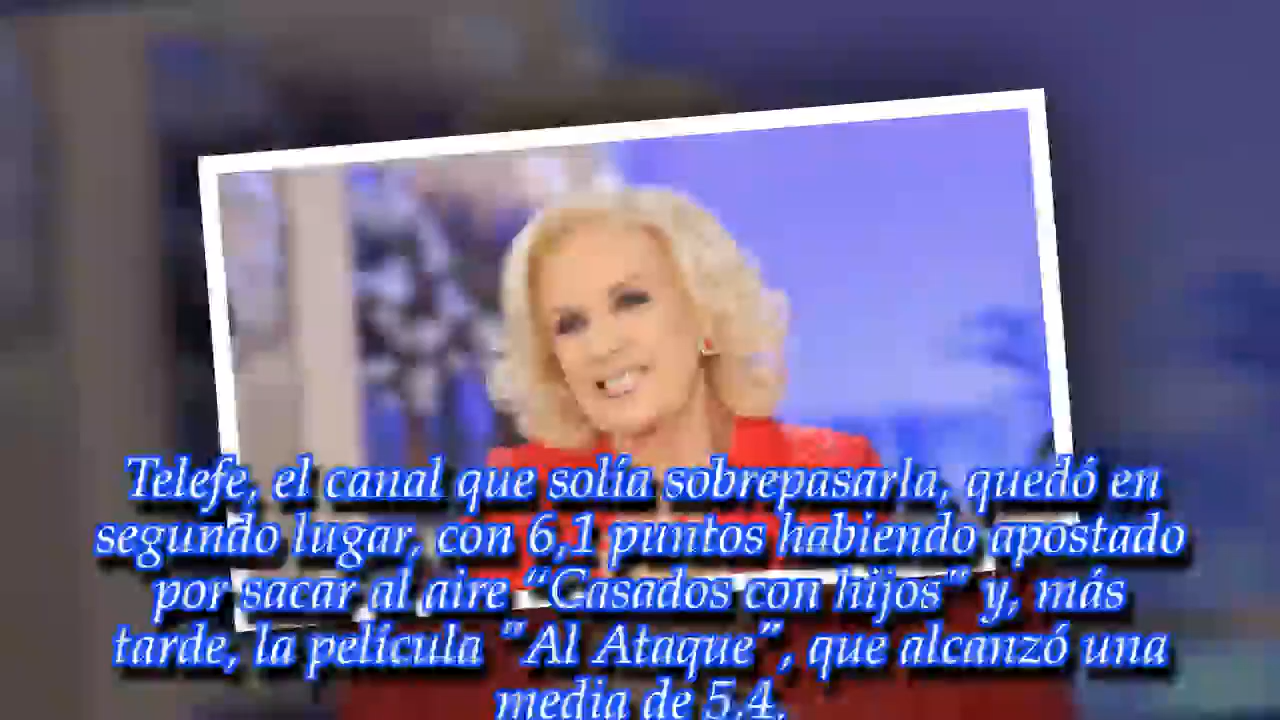 Telefe, el canal que solía sobrepasarla, quedó en
segundo lugar, con 6,1 puntos habiendo apostado
por sacar al aire “Casados con hijos” y, más
tarde, la película "Al Ataque”, que alcanzó una
media de 5,4.